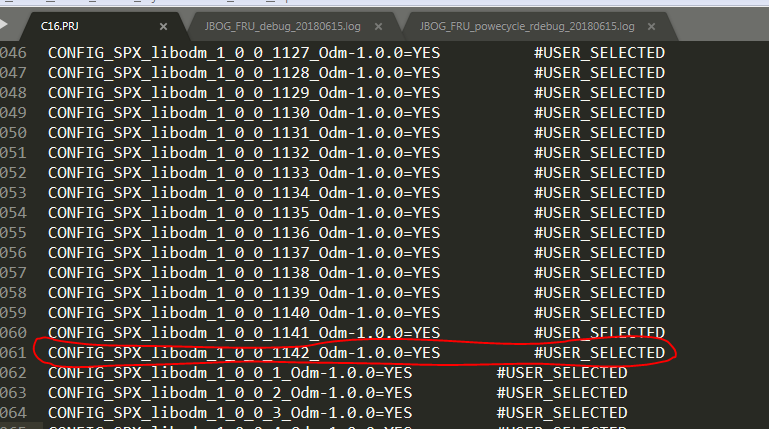 C16.PRJ × JBOG_FRU_debug_20180615.log × JBOG_FRU_powecycle_rdebug_20180615.log ×
046 CONFIG_SPX_libodm_1_0_0_1127_Odm-1.0.0=YES #USER_SELECTED
047 CONFIG_SPX_libodm_1_0_0_1128_Odm-1.0.0=YES #USER_SELECTED
048 CONFIG_SPX_libodm_1_0_0_1129_Odm-1.0.0=YES #USER_SELECTED
049 CONFIG_SPX_libodm_1_0_0_1130_Odm-1.0.0=YES #USER_SELECTED
050 CONFIG_SPX_libodm_1_0_0_1131_Odm-1.0.0=YES #USER_SELECTED
051 CONFIG_SPX_libodm_1_0_0_1132_Odm-1.0.0=YES #USER_SELECTED
052 CONFIG_SPX_libodm_1_0_0_1133_Odm-1.0.0=YES #USER_SELECTED
053 CONFIG_SPX_libodm_1_0_0_1134_Odm-1.0.0=YES #USER_SELECTED
054 CONFIG_SPX_libodm_1_0_0_1135_Odm-1.0.0=YES #USER_SELECTED
055 CONFIG_SPX_libodm_1_0_0_1136_Odm-1.0.0=YES #USER_SELECTED
056 CONFIG_SPX_libodm_1_0_0_1137_Odm-1.0.0=YES #USER_SELECTED
057 CONFIG_SPX_libodm_1_0_0_1138_Odm-1.0.0=YES #USER_SELECTED
058 CONFIG_SPX_libodm_1_0_0_1139_Odm-1.0.0=YES #USER_SELECTED
059 CONFIG_SPX_libodm_1_0_0_1140_Odm-1.0.0=YES #USER_SELECTED
060 CONFIG_SPX_libodm_1_0_0_1141_Odm-1.0.0=YES #USER_SELECTED
061 CONFIG_SPX_libodm_1_0_0_1142_Odm-1.0.0=YES #USER_SELECTED
062 CONFIG_SPX_libodm_1_0_0_1_Odm-1.0.0=YES #USER_SELECTED
063 CONFIG_SPX_libodm_1_0_0_2_Odm-1.0.0=YES #USER_SELECTED
064 CONFIG_SPX_libodm_1_0_0_3_Odm-1.0.0=YES #USER_SELECTED